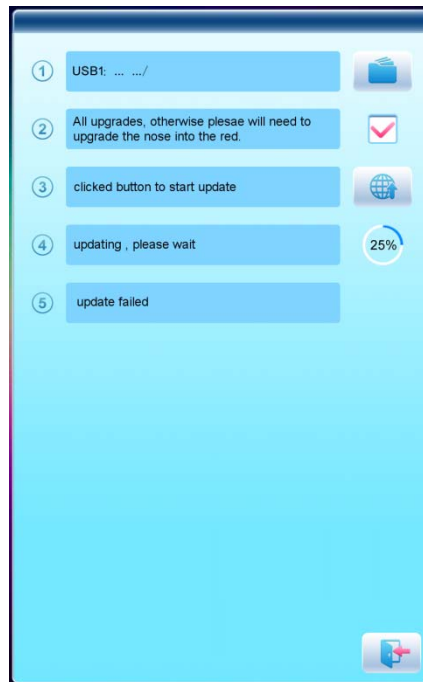 1
USB1: ... .../
2
All upgrades, otherwise plesae will need to
upgrade the nose into the red.
3
clicked button to start update
4
updating , please wait
25%
5
update failed